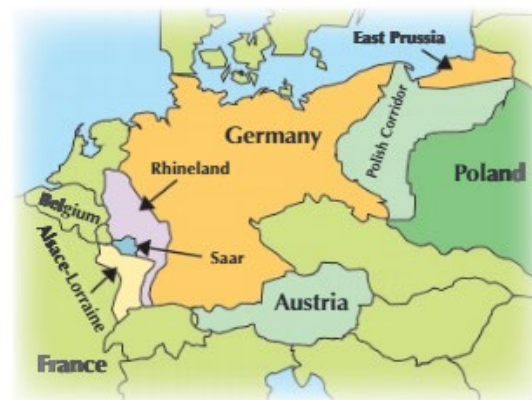 East Prussia
Germany
Polish Corridor
Rhineland
Poland
Belgium
Saar
Alsace-Lorraine
Austria
France